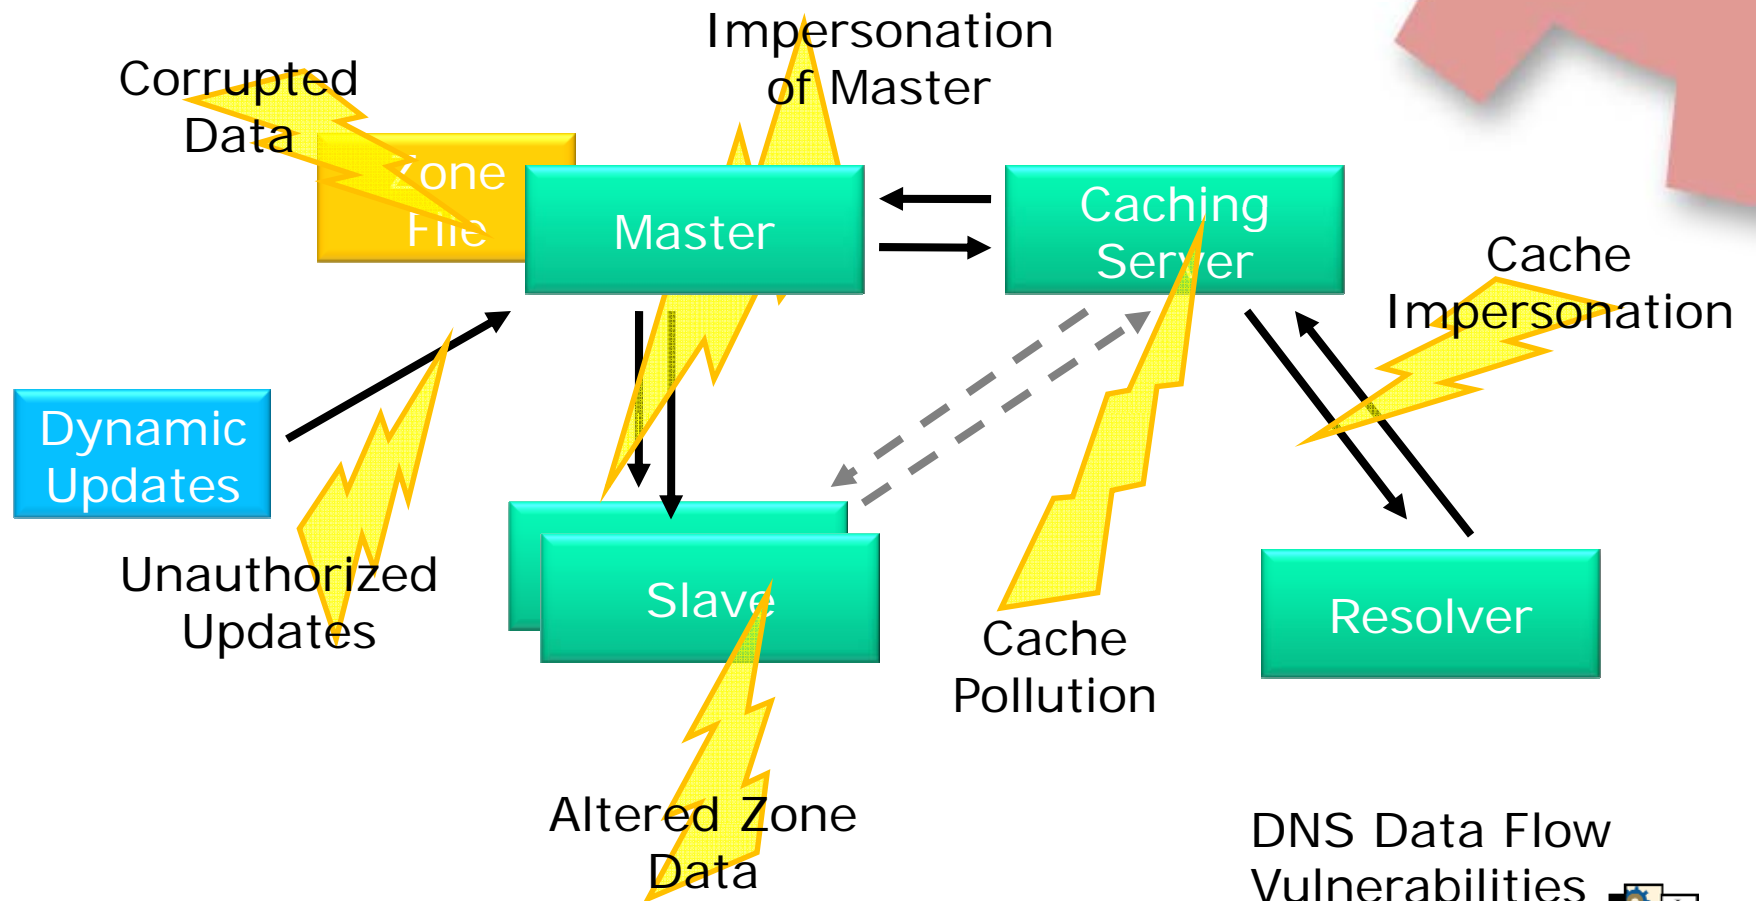 Impersonation
of Master
Corrupted
Data
Zone
File
Master
Caching
Server
Cache
Impersonation
Dynamic
Updates
Unauthorized
Updates
Slave
Cache
Pollution
Resolver
Altered Zone
Data
DNS Data Flow
Vulnerabilities